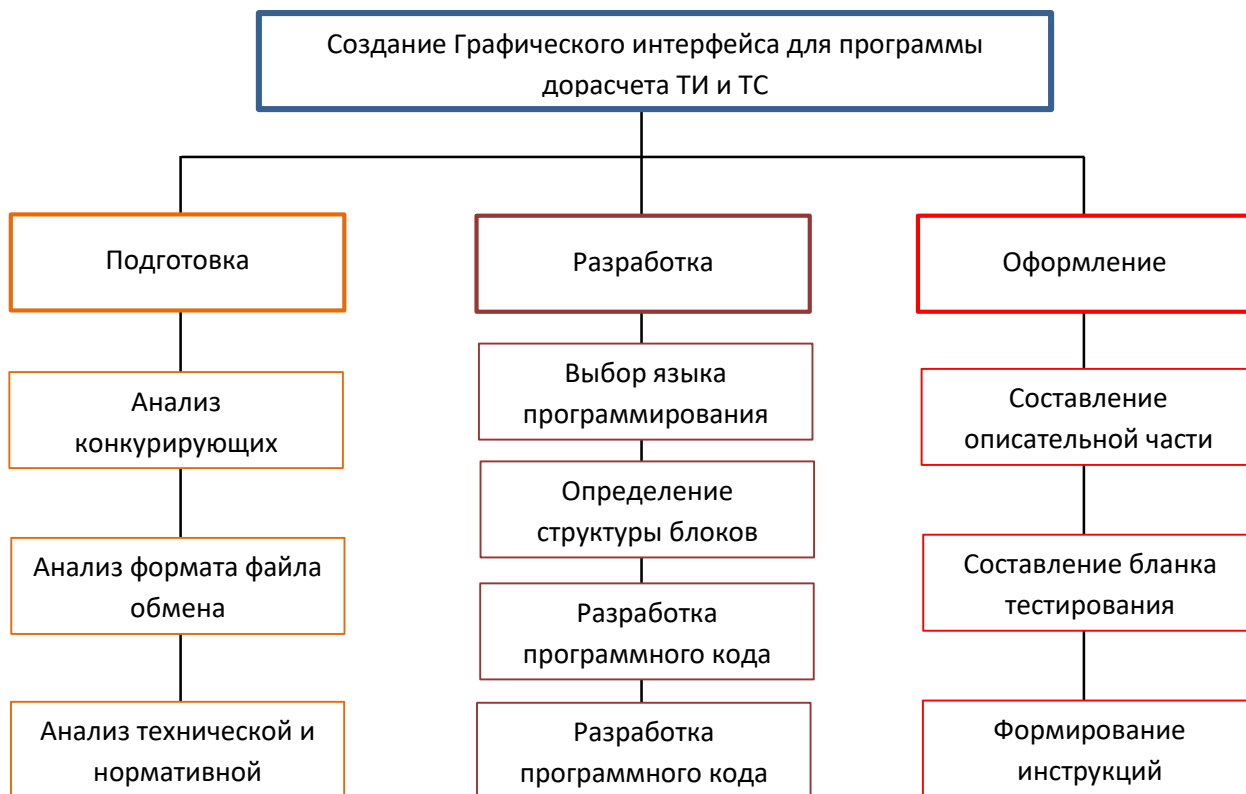 Создание Графического интерфейса для программы
дорасчета ТИ и ТС
Подготовка
Разработка
Оформление
Анализ
конкурирующих
Анализ формата файла
обмена
Анализ технической и
нормативной
Выбор языка
программирования
Определение
структуры блоков
Разработка
программного кода
Разработка
программного кода
Составление
описательной части
Составление бланка
тестирования
Формирование
инструкций